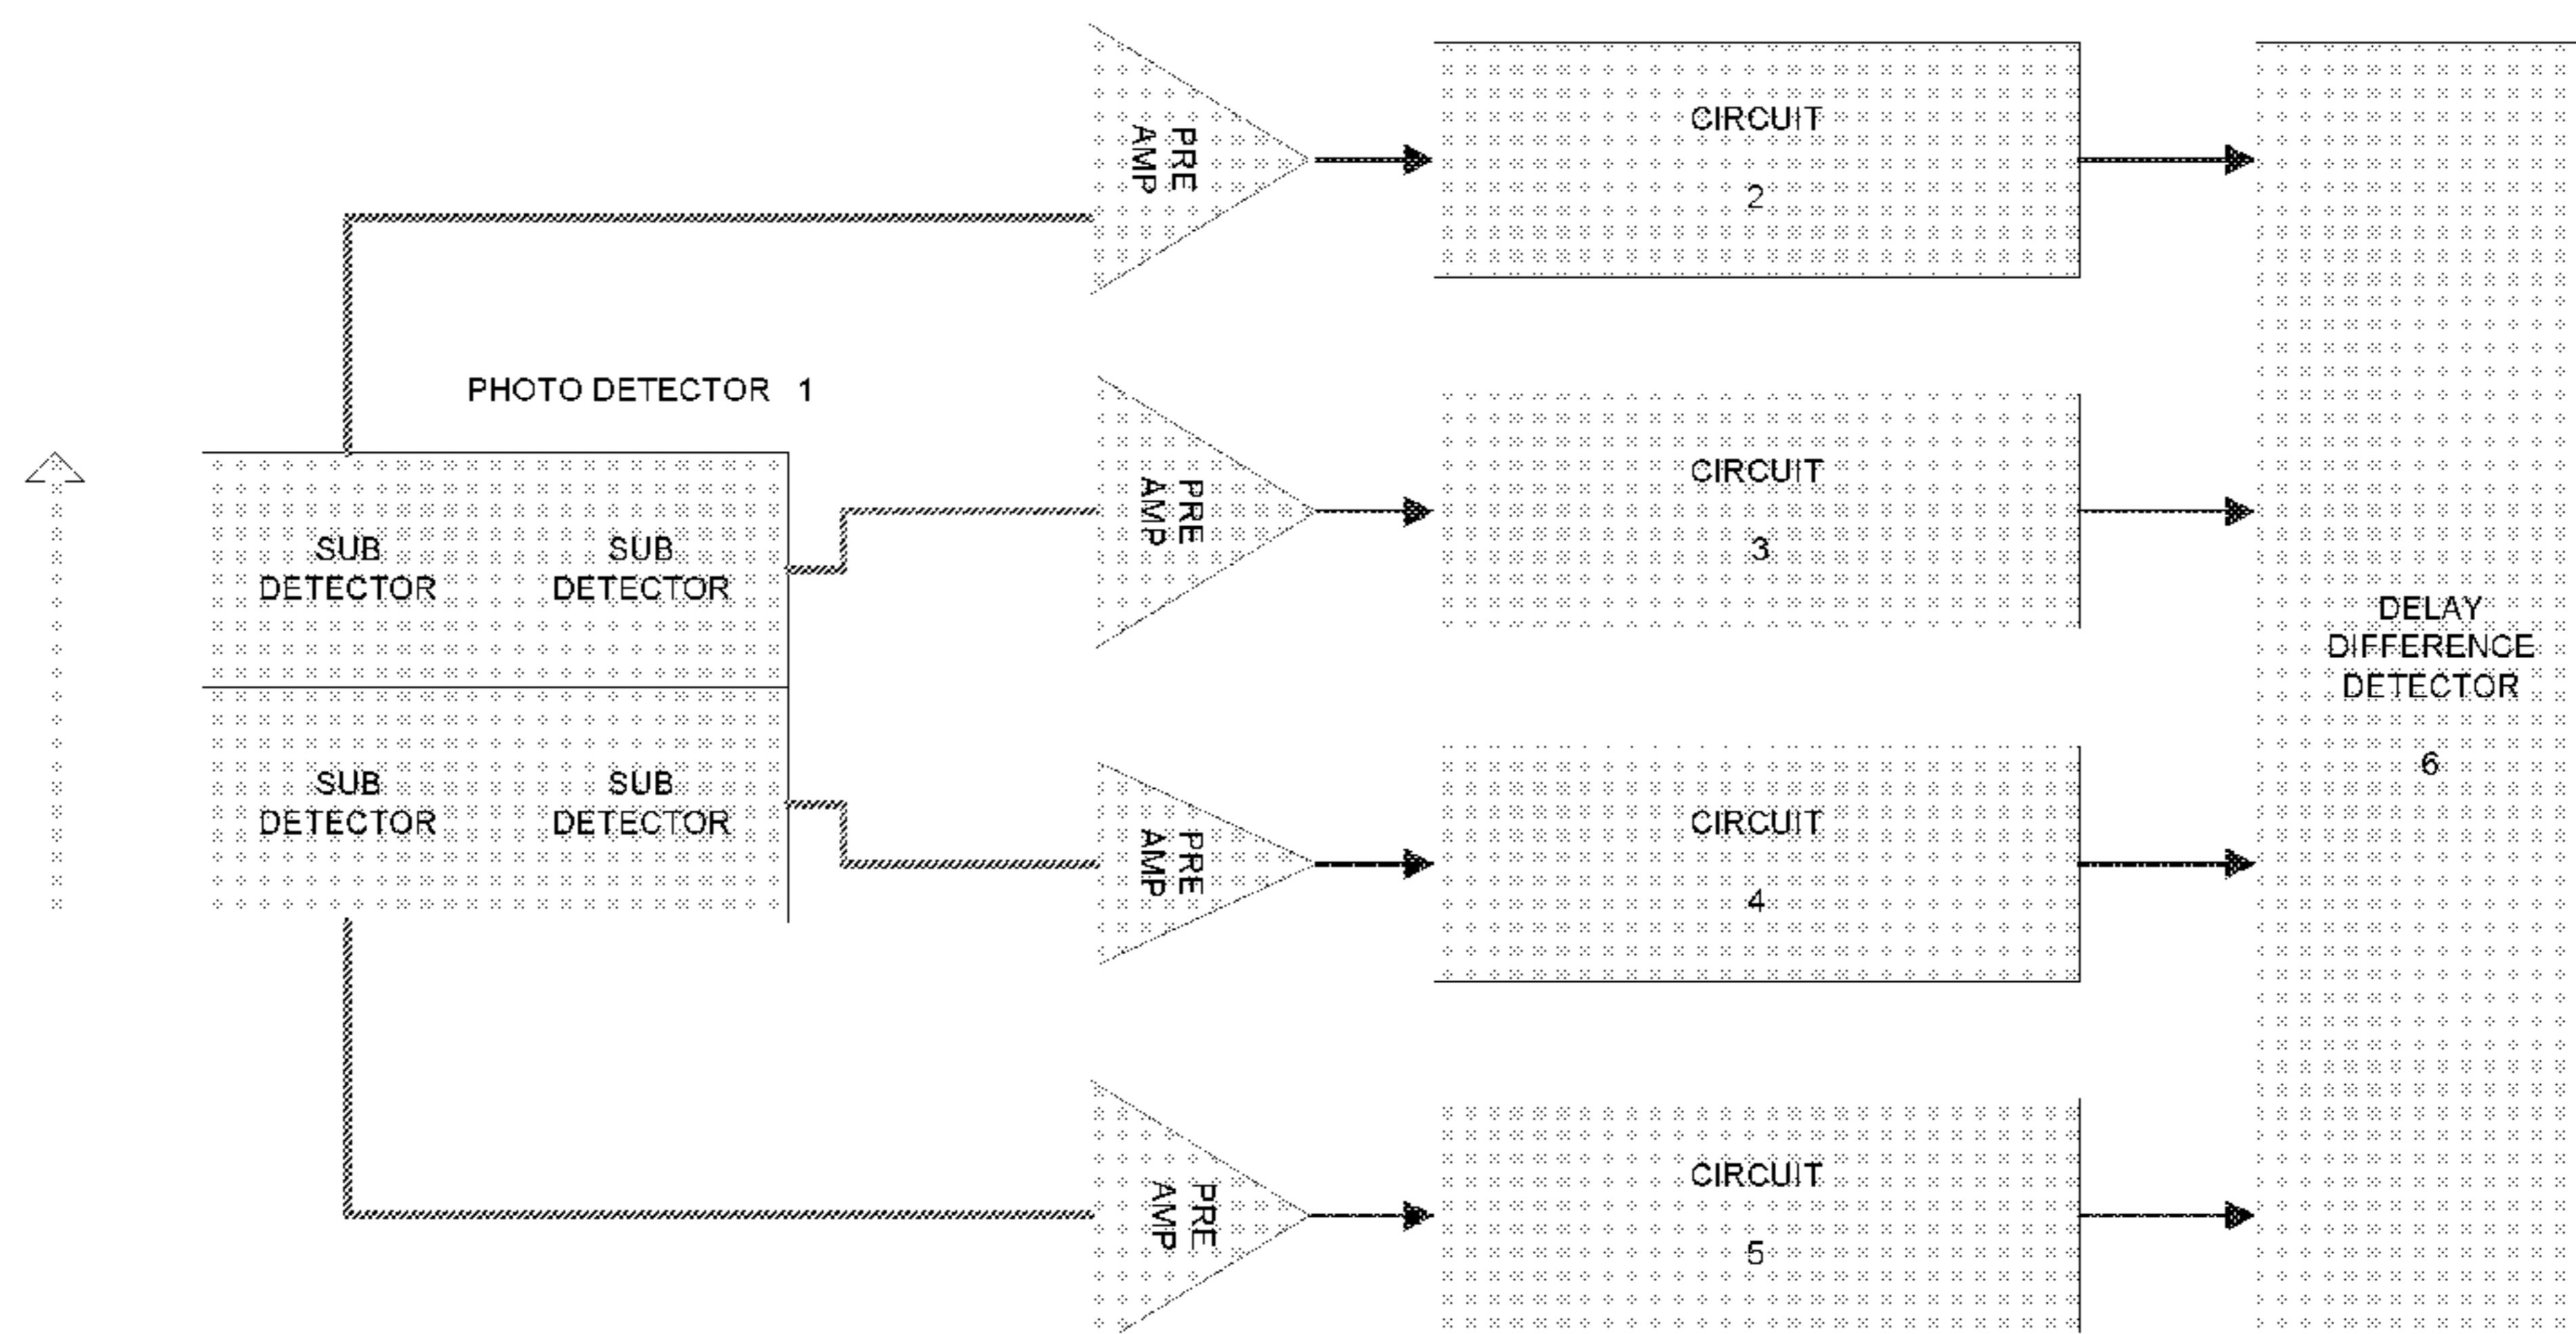 PRE
AMP
CIRCUIT
2
PHOTO DETECTOR 1
PRE
AMP
CIRCUIT
3
SUB
DETECTOR
SUB
DETECTOR
DELAY
DIFFERENCE
DETECTOR
6
SUB
DETECTOR
SUB
DETECTOR
PRE
AMP
CIRCUIT
4
PRE
AMP
CIRCUIT
5